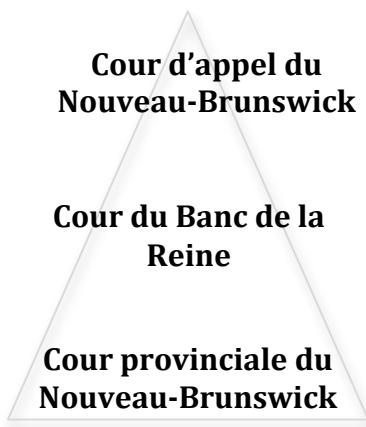 Cour d’appel du
Nouveau-Brunswick
Cour du Banc de la
Reine
Cour provinciale du
Nouveau-Brunswick